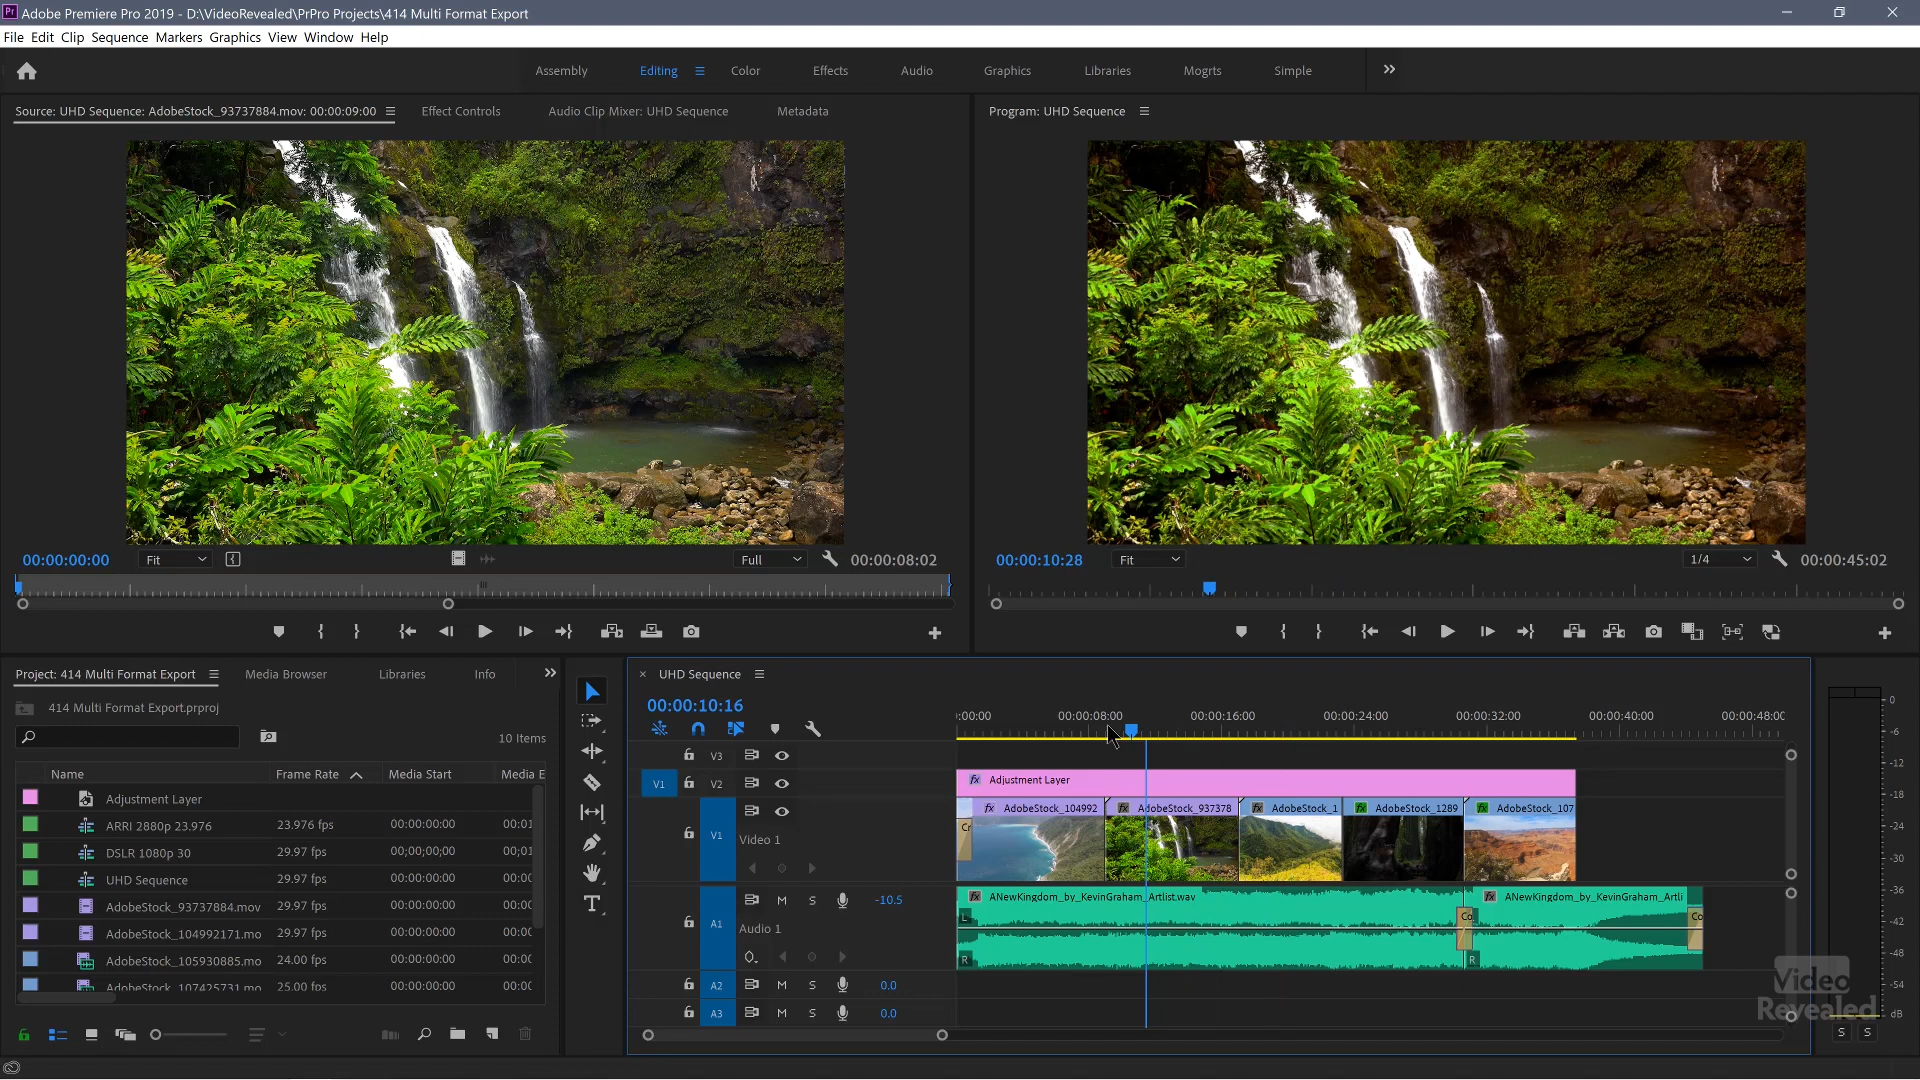 Adobe Premiere Pro 2019 - D:\VideoRevealed\PrPro Projects\414 Multi Format Export
File Edit Clip Sequence Markers Graphics View Window Help
Assembly Editing Color Effects Audio Graphics Libraries Mogrts Simple
Source: UHD Sequence: AdobeStock_93737884.mov: 00:00:09:00 Effect Controls Audio Clip Mixer: UHD Sequence Metadata
Program: UHD Sequence
00:00:00:00 Fit Full 00:00:08:02
00:00:10:28 Fit 1/4 00:00:45:02
Project: 414 Multi Format Export Media Browser Libraries Info
414 Multi Format Export.prproj
10 Items
Name Frame Rate Media Start Media E
Adjustment Layer
ARRI 2880p 23.976 23.976 fps 00:00:00:00 00:01
DSLR 1080p 30 29.97 fps 00;00;00;00 00;01
UHD Sequence 29.97 fps 00:00:00:00 00:00
AdobeStock_93737884.mov 29.97 fps 00:00:00:00 00:00
AdobeStock_104992171.mo 29.97 fps 00:00:00:00 00:00
AdobeStock_105930885.mo 24.00 fps 00:00:00:00 00:00
AdobeStock_107425731.mo 25.00 fps 00:00:00:00 00:00
UHD Sequence
00:00:10:16
:00:00 00:00:08:00 00:00:16:00 00:00:24:00 00:00:32:00 00:00:40:00 00:00:48:00
V3
V1 V2
fx Adjustment Layer
V1 Video 1
fx AdobeStock_104992 fx AdobeStock_937378 fx AdobeStock_1 fx AdobeStock_1289 fx AdobeStock_107
Cr
A1 M S -10.5
Audio 1
fx ANewKingdom_by_KevinGraham_Artlist.wav fx ANewKingdom_by_KevinGraham_Artli
L Co Co
R R
A2 M S 0.0
A3 M S 0.0
0
-6
-12
-18
-24
-30
-36
-42
-48
-54
dB
S S
Video
Revealed